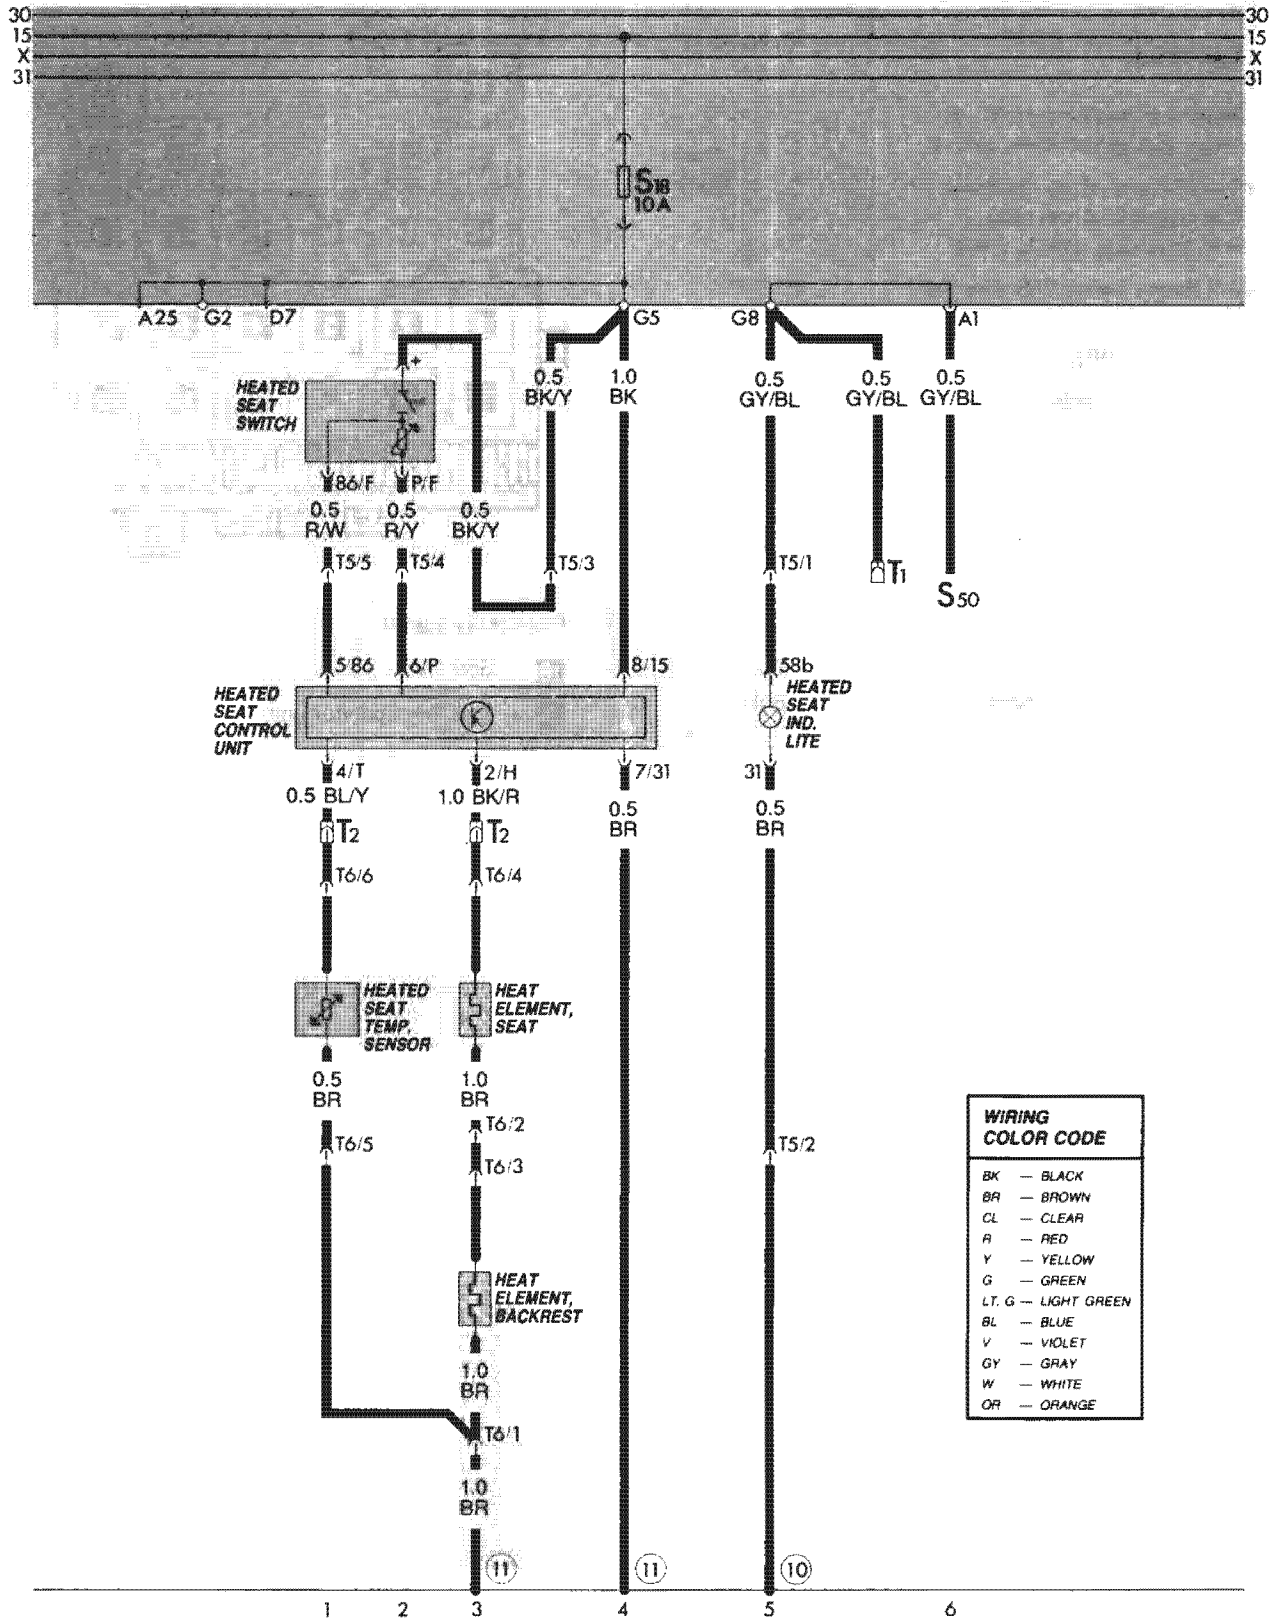 30 30
15 15
X X
31 31
S18
10A
A25 G2 D7 G5 G8 A1
+
HEATED
SEAT
SWITCH
0.5
BK/Y
1.0
BK
0.5
GY/BL
0.5
GY/BL
0.5
GY/BL
86/F P/F
0.5
R/W
0.5
R/Y
0.5
BK/Y
T5/5 T5/4 T5/3 T5/1 T1
S50
5/86 6/P 8/15 58b
HEATED
SEAT
CONTROL
UNIT
K
HEATED
SEAT
IND.
LITE
4/T 2/H 7/31 31
0.5 BL/Y 1.0 BK/R
0.5
BR
0.5
BR
T2 T2
T6/6 T6/4
HEATED
SEAT
TEMP.
SENSOR
HEAT
ELEMENT,
SEAT
0.5
BR
1.0
BR
T6/2
T6/5
T6/3
T5/2
HEAT
ELEMENT,
BACKREST
1.0
BR
T6/1
1.0
BR
11 11 10
1 2 3 4 5 6
WIRING
COLOR CODE
BK — BLACK
BR — BROWN
CL — CLEAR
R — RED
Y — YELLOW
G — GREEN
LT. G — LIGHT GREEN
BL — BLUE
V — VIOLET
GY — GRAY
W — WHITE
OR — ORANGE